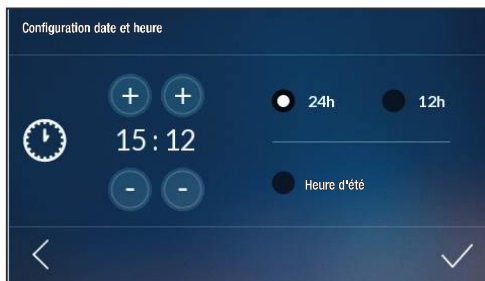 Configuration date et heure
+ +
24h 12h
15 : 12
- -
Heure d'été